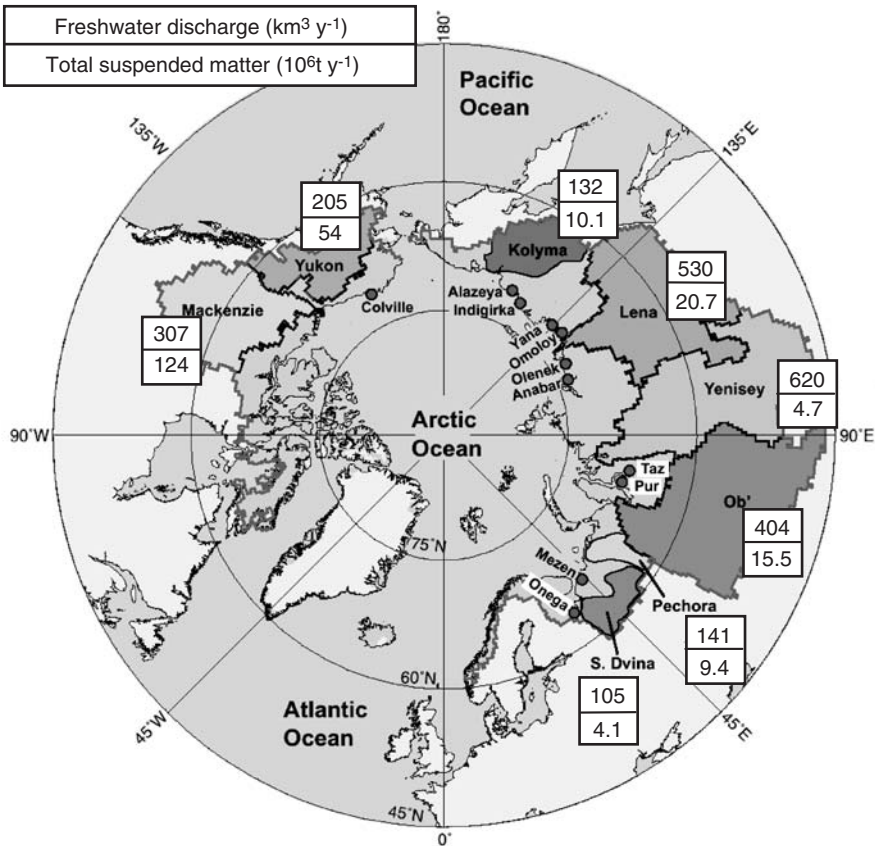 Freshwater discharge (km³ y⁻¹)
Total suspended matter (10⁶t y⁻¹)
180°
Pacific
Ocean
135°W
135°E
205
54
132
10.1
Kolyma
Yukon
530
20.7
Mackenzie
Colville
Alazeya
Indigirka
Lena
307
124
Yana
Omoloy
Olenek
Anabar
Yenisey
620
4.7
90°W
Arctic
Ocean
90°E
Taz
Pur
Ob'
404
15.5
75°N
Mezen
Onega
Pechora
141
9.4
S. Dvina
60°N
105
4.1
Atlantic
Ocean
45°W
45°E
45°N
0°